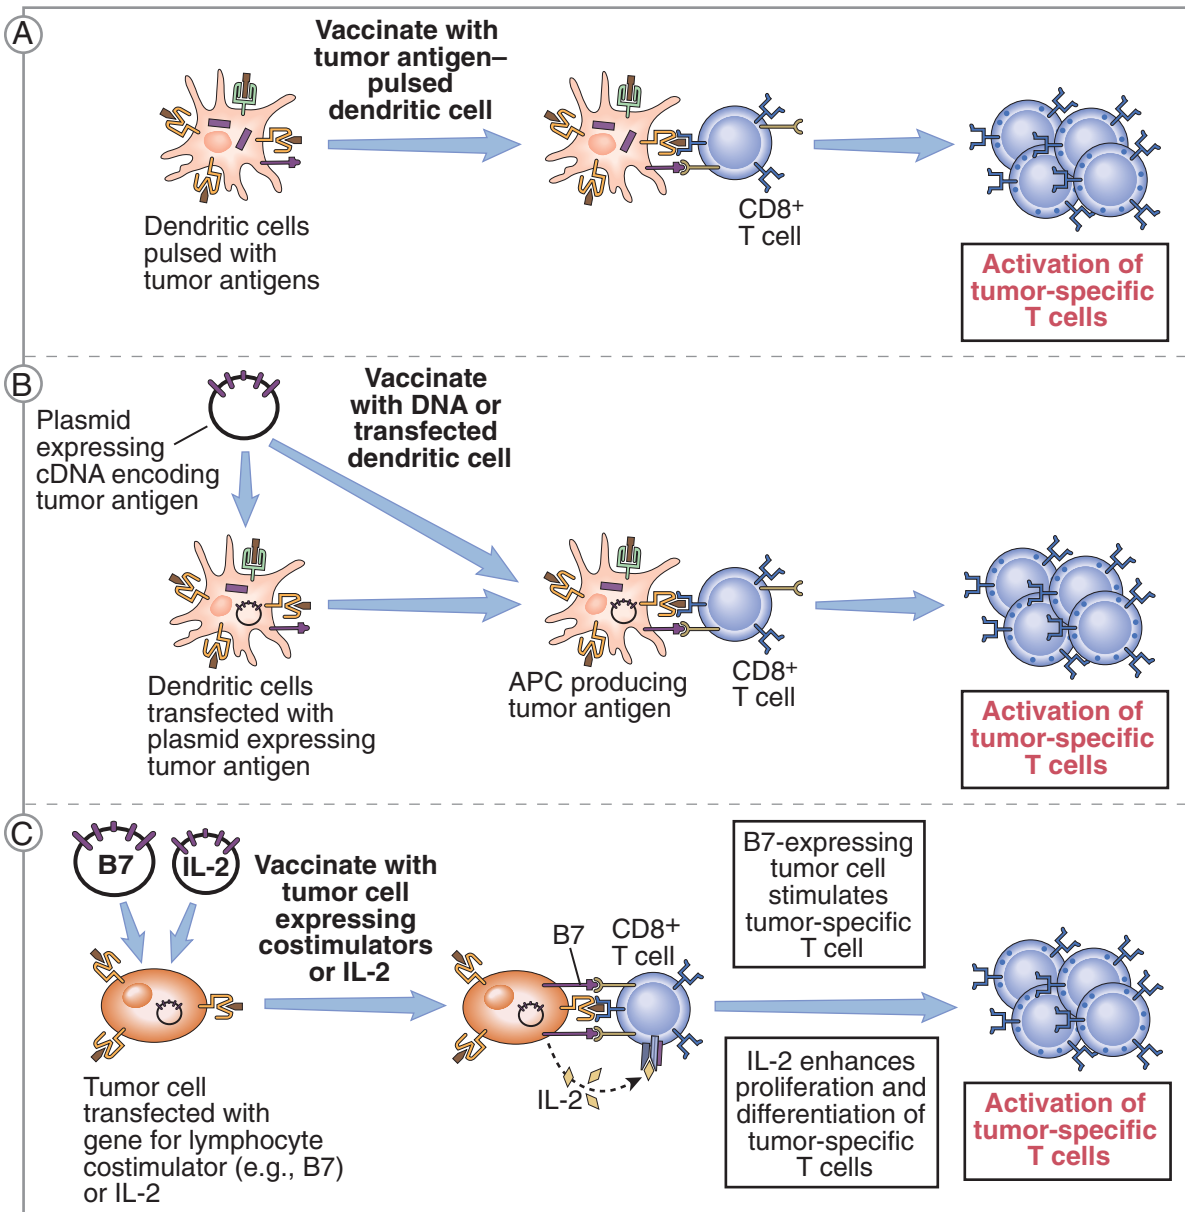 A
Vaccinate with
tumor antigen–
pulsed
dendritic cell
Dendritic cells
pulsed with
tumor antigens
CD8+
T cell
Activation of
tumor-specific
T cells
B
Plasmid
expressing
cDNA encoding
tumor antigen
Vaccinate
with DNA or
transfected
dendritic cell
Dendritic cells
transfected with
plasmid expressing
tumor antigen
APC producing
tumor antigen
CD8+
T cell
Activation of
tumor-specific
T cells
C
B7
IL-2
Vaccinate with
tumor cell
expressing
costimulators
or IL-2
Tumor cell
transfected with
gene for lymphocyte
costimulator (e.g., B7)
or IL-2
B7
CD8+
T cell
IL-2
B7-expressing
tumor cell
stimulates
tumor-specific
T cell
IL-2 enhances
proliferation and
differentiation of
tumor-specific
T cells
Activation of
tumor-specific
T cells